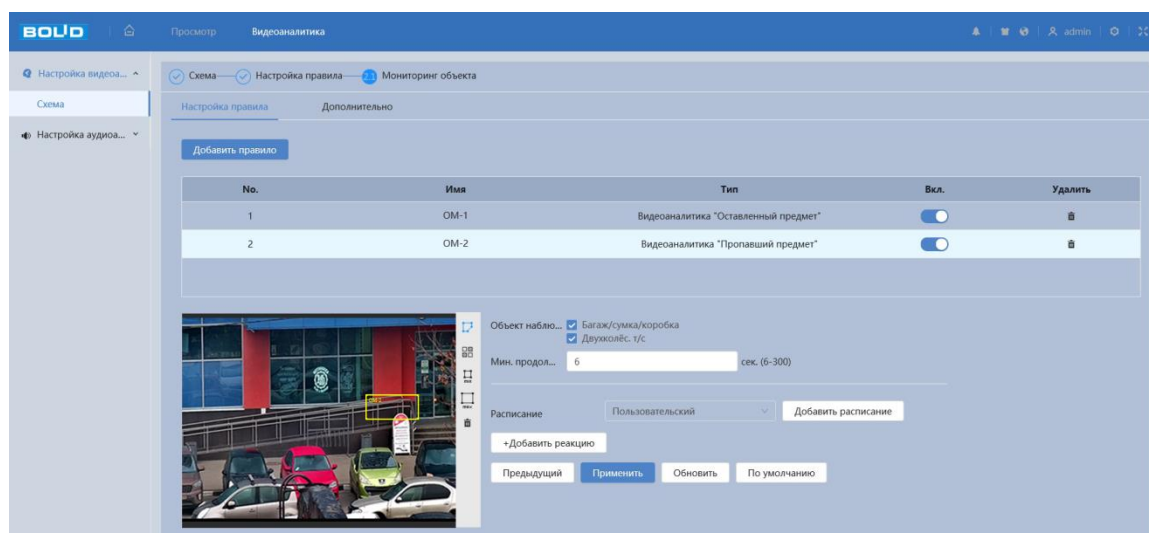 BOLID
Просмотр Видеоаналитика admin
Настройка видеоа...
Схема Настройка правила 2.1 Мониторинг объекта
Схема
Настройка правила Дополнительно
Настройка аудиоа...
Добавить правило
No. Имя Тип Вкл. Удалить
1 OM-1 Видеоаналитика "Оставленный предмет"
2 OM-2 Видеоаналитика "Пропавший предмет"
Объект наблю... Багаж/сумка/коробка
Двухколёс. т/с
Мин. продол... 6 сек. (6-300)
Расписание Пользовательский Добавить расписание
+Добавить реакцию
Предыдущий Применить Обновить По умолчанию